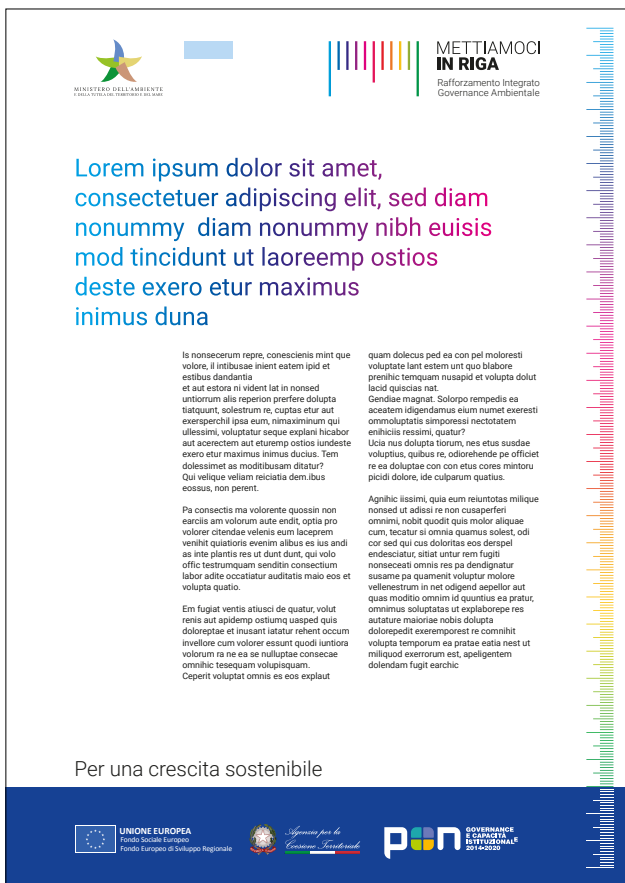 MINISTERO DELL'AMBIENTE
E DELLA TUTELA DEL TERRITORIO E DEL MARE
METTIAMOCI
IN RIGA
Rafforzamento Integrato
Governance Ambientale
Lorem ipsum dolor sit amet,
consectetuer adipiscing elit, sed diam
nonummy  diam nonummy nibh euisis
mod tincidunt ut laoreemp ostios
deste exero etur maximus
inimus duna
Is nonsecerum repre, conescienis mint que
volore, il intibusae inient eatem ipid et
estibus dandantia
et aut estora ni vident lat in nonsed
untiorrum alis reperion prerfere dolupta
tiatquunt, solestrum re, cuptas etur aut
exersperchil ipsa eum, nimaximinum qui
ullessimi, voluptatur seque explani hicabor
aut acerectem aut eturemp ostios iundeste
exero etur maximus inimus ducius. Tem
dolessimet as moditibusam ditatur?
Qui velique veliam reiciatia dem.ibus
eossus, non perent.
Pa consectis ma volorente quossin non
earciis am volorum aute endit, optia pro
volorer citendae velenis eum laceprem
venihit quiatioris evenim alibus es ius andi
as inte plantis res ut dunt dunt, qui volo
offic testrumquam senditin consectium
labor adite occatiatur auditatis maio eos et
volupta quatio.
Em fugiat ventis atiusci de quatur, volut
renis aut apidemp ostiumq uasped quis
doloreptae et inusant iatatur rehent occum
invellore cum volorer essunt quodi iuntiora
volorum ra ne ea se nulluptae consecae
omnihic tesequam volupisquam.
Ceperit voluptat omnis es eos explaut
quam dolecus ped ea con pel moloresti
voluptate lant estem unt quo blabore
prenihic temquam nusapid et volupta dolut
lacid quiscias nat.
Gendiae magnat. Solorpo rempedis ea
aceatem idigendamus eium numet exeresti
ommoluptatis simporessi nectotatem
enihiciis ressimi, quatur?
Ucia nus dolupta tiorum, nes etus susdae
voluptius, quibus re, odiorehende pe officiet
re ea doluptae con con etus cores mintoru
picidi dolore, ide culparum quatius.
Agnihic iissimi, quia eum reiuntotas milique
nonsed ut adissi re non cusaperferi
omnimi, nobit quodit quis molor aliquae
cum, tecatur si omnia quamus solest, odi
cor sed qui cus doloritas eos derspel
endesciatur, sitiat untur rem fugiti
nonseceati omnis res pa dendignatur
susame pa quamenit voluptur molore
vellenestrum in net odigend aepellor aut
quas moditio omnim id quuntius ea pratur,
omnimus soluptatas ut explaborepe res
autature maioriae nobis dolupta
dolorepedit exeremporest re comnihit
volupta temporum ea pratae eatia nest ut
miliquod exerrorum est, apeligentem
dolendam fugit earchic
Per una crescita sostenibile
UNIONE EUROPEA
Fondo Sociale Europeo
Fondo Europeo di Sviluppo Regionale
Agenzia per la
Coesione Territoriale
pon
GOVERNANCE
E CAPACITÀ
ISTITUZIONALE
2014-2020